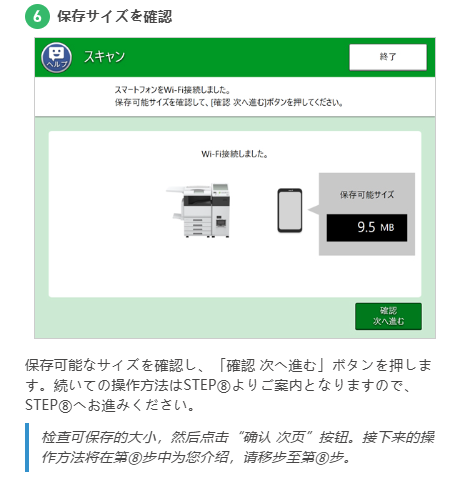 6 保存サイズを確認
ヘルプ
スキャン
終了
スマートフォンをWi-Fi接続しました。
保存可能サイズを確認して、[確認 次へ進む]ボタンを押してください。
Wi-Fi接続しました。
保存可能サイズ
9.5 MB
確認
次へ進む
保存可能なサイズを確認し、「確認 次へ進む」ボタンを押しま
す。続いての操作方法はSTEP⑧よりご案内となりますので、
STEP⑧へお進みください。
检查可保存的大小，然后点击“确认 次页”按钮。接下来的操
作方法将在第⑧步中为您介绍，请移步至第⑧步。